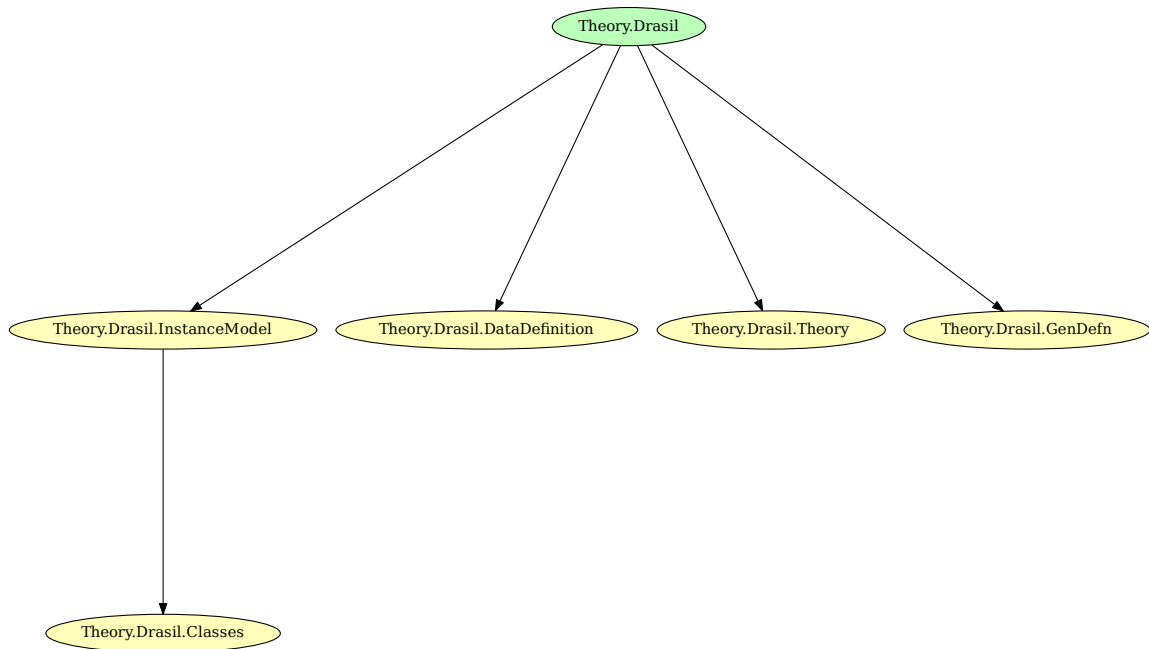 Theory.Drasil
Theory.Drasil.InstanceModel
Theory.Drasil.DataDefinition
Theory.Drasil.Theory
Theory.Drasil.GenDefn
Theory.Drasil.Classes